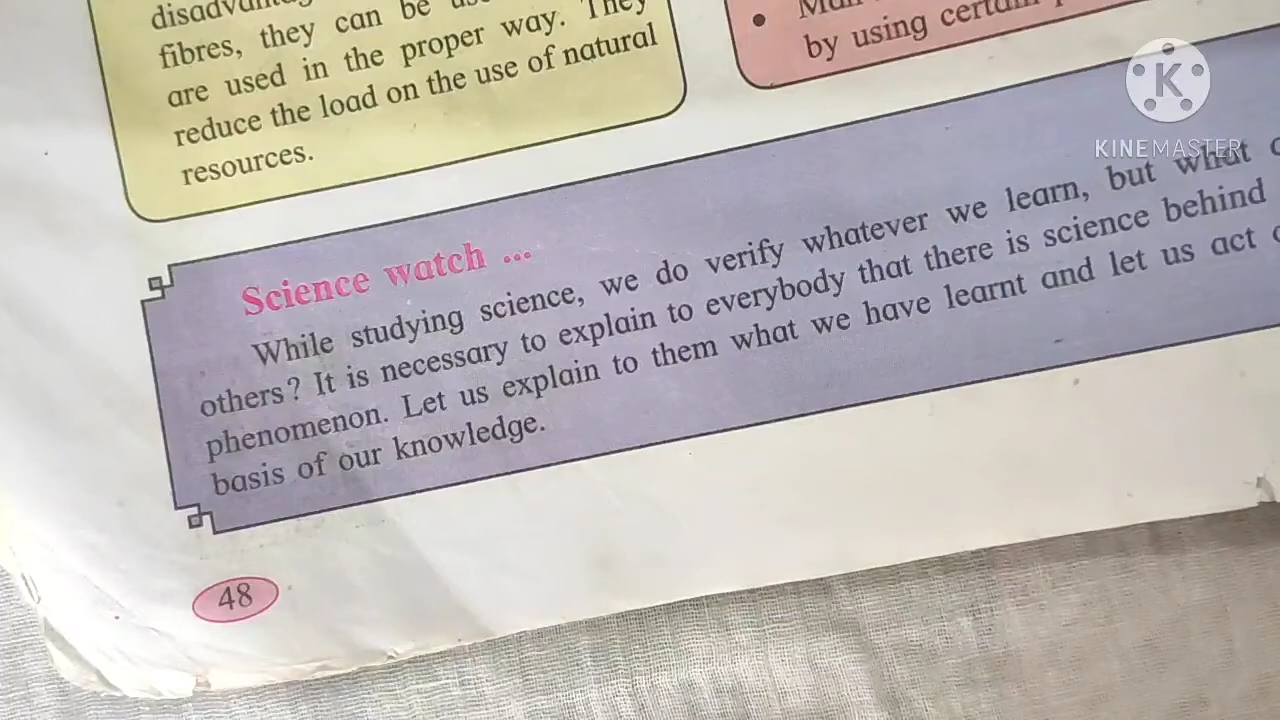 fibres, they can be
are used in the proper way. They
reduce the load on the use of natural
resources.
by using certain
KINEMASTER
Science watch ...
While studying science, we do verify whatever we learn, but what
others? It is necessary to explain to everybody that there is science behind
phenomenon. Let us explain to them what we have learnt and let us act
basis of our knowledge.
48